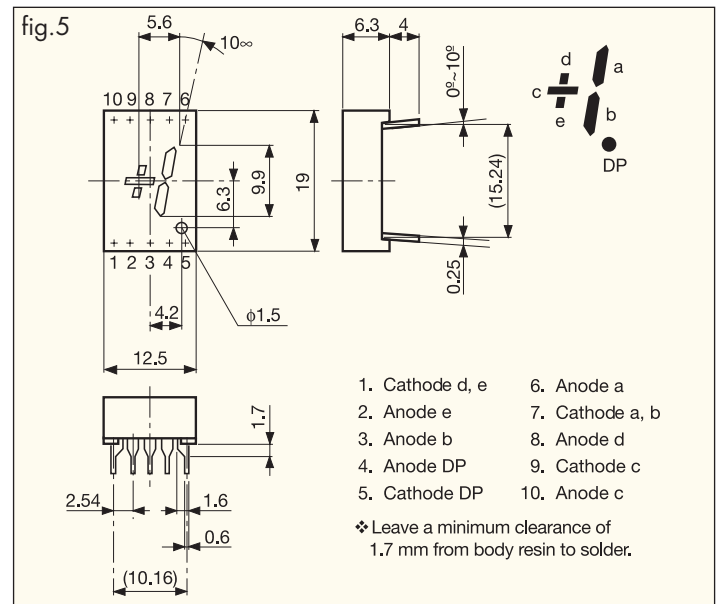 fig.5
5.6
10∞
10 9 8 7 6
9.9
6.3
19
1 2 3 4 5
4.2
φ1.5
12.5
6.3
4
0º~10º
(15.24)
0.25
d
a
c
e
b
DP
1.7
2.54
1.6
0.6
(10.16)
1. Cathode d, e
2. Anode e
3. Anode b
4. Anode DP
5. Cathode DP
6. Anode a
7. Cathode a, b
8. Anode d
9. Cathode c
10. Anode c
❖Leave a minimum clearance of
1.7 mm from body resin to solder.